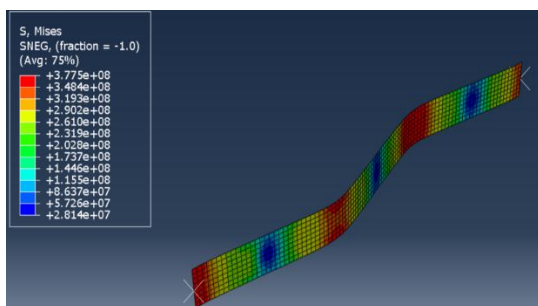 S, Mises
SNEG, (fraction = -1.0)
(Avg: 75%)
+3.775e+08
+3.484e+08
+3.193e+08
+2.902e+08
+2.610e+08
+2.319e+08
+2.028e+08
+1.737e+08
+1.446e+08
+1.155e+08
+8.637e+07
+5.726e+07
+2.814e+07